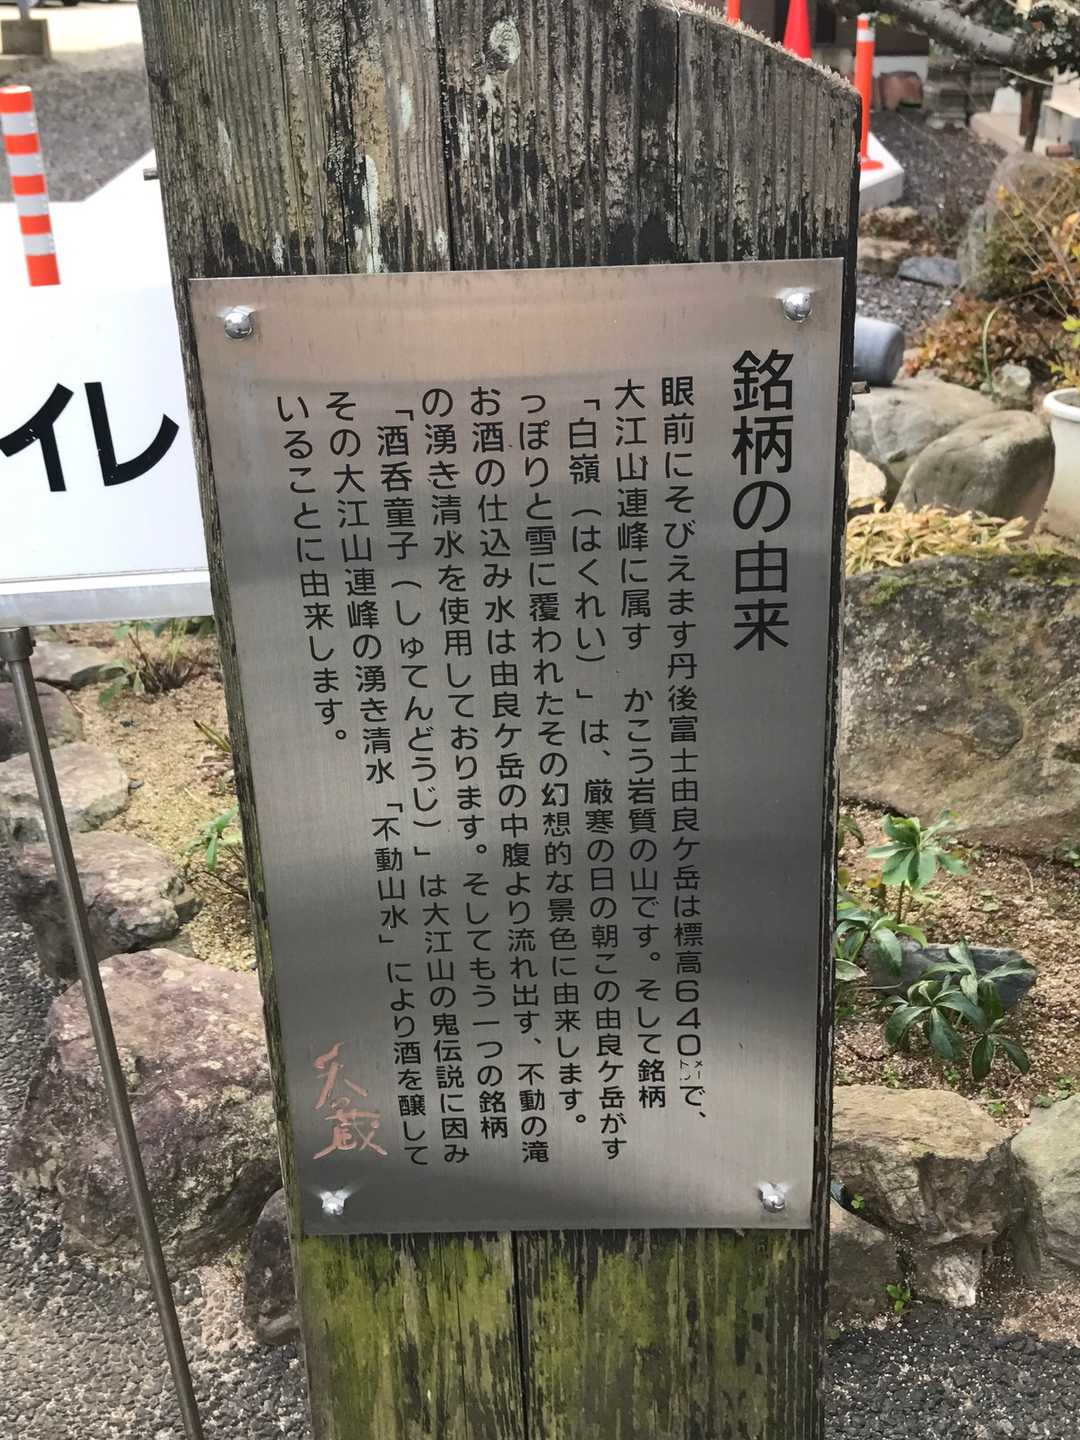 銘柄の由来
眼前にそびえます丹後富士由良ケ岳は標高640㍍で、
大江山連峰に属す かこう岩質の山です。そして銘柄
「白嶺（はくれい）」は、厳寒の日の朝この由良ケ岳がす
っぽりと雪に覆われたその幻想的な景色に由来します。
お酒の仕込み水は由良ケ岳の中腹より流れ出す、不動の滝
の湧き清水を使用しております。そしてもう一つの銘柄
「酒呑童子（しゅてんどうじ）」は大江山の鬼伝説に因み
その大江山連峰の湧き清水「不動山水」により酒を醸して
いることに由来します。
イレ